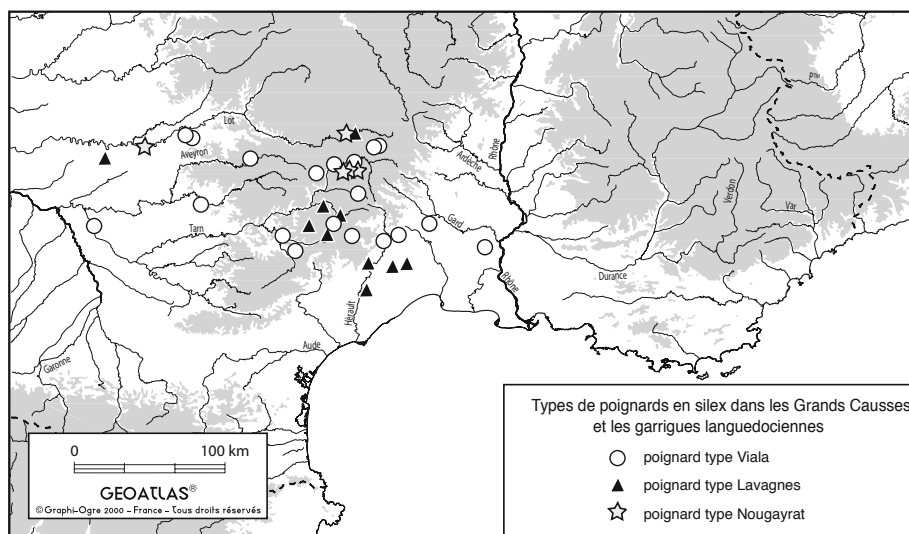 Lot
Aveyron
Ardèche
Rhône
P™
Gard
Verdon
Var
Tarn
Durance
Rhône
Hérault
Aude
Garonne
0 100 km
GEOATLAS®
© Graphi-Ogre 2000 - France - Tous droits réservés
Types de poignards en silex dans les Grands Causses
et les garrigues languedociennes
poignard type Viala
poignard type Lavagnes
poignard type Nougayrat